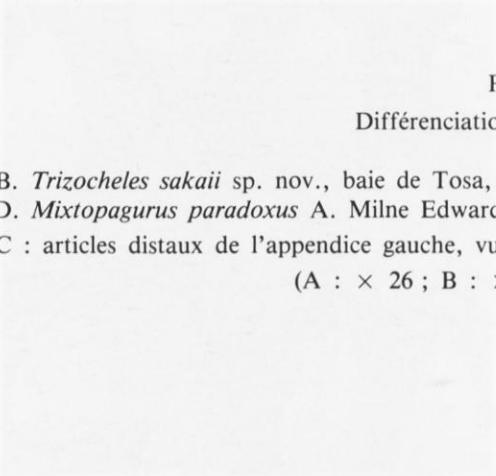 Différenciatio
B. Trizocheles sakaii sp. nov., baie de Tosa,
D. Mixtopagurus paradoxus A. Milne Edward
C : articles distaux de l'appendice gauche, vu
(A : × 26 ; B :